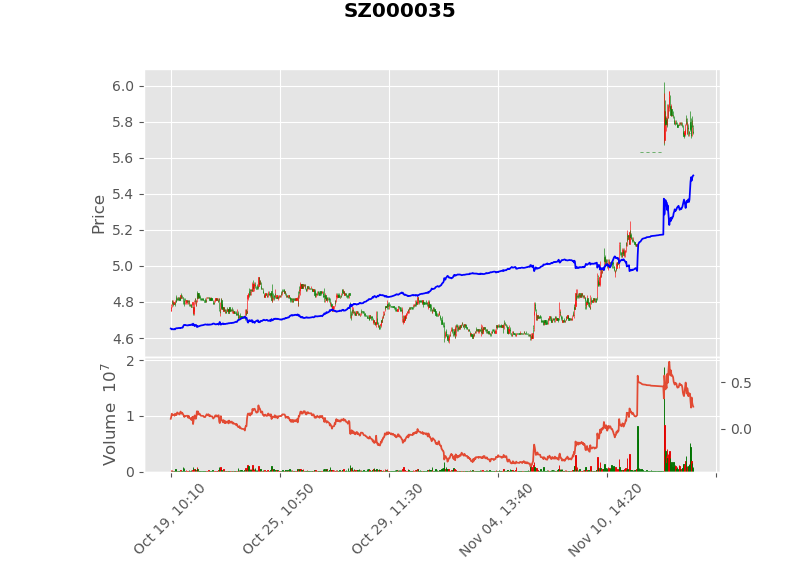 SZ000035
6.0
5.8
5.6
5.4
5.2
5.0
4.8
4.6
Price
2
1
0
Volume 10^7
0.5
0.0
Oct 19, 10:10
Oct 25, 10:50
Oct 29, 11:30
Nov 04, 13:40
Nov 10, 14:20